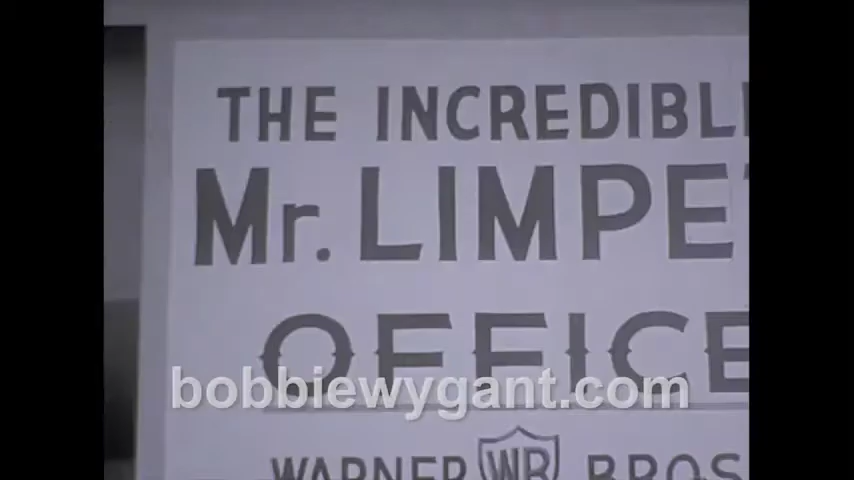 THE INCREDIBL
Mr. LIMPE
OFFICE
bobbiewygant.com
WARNER WB BROS